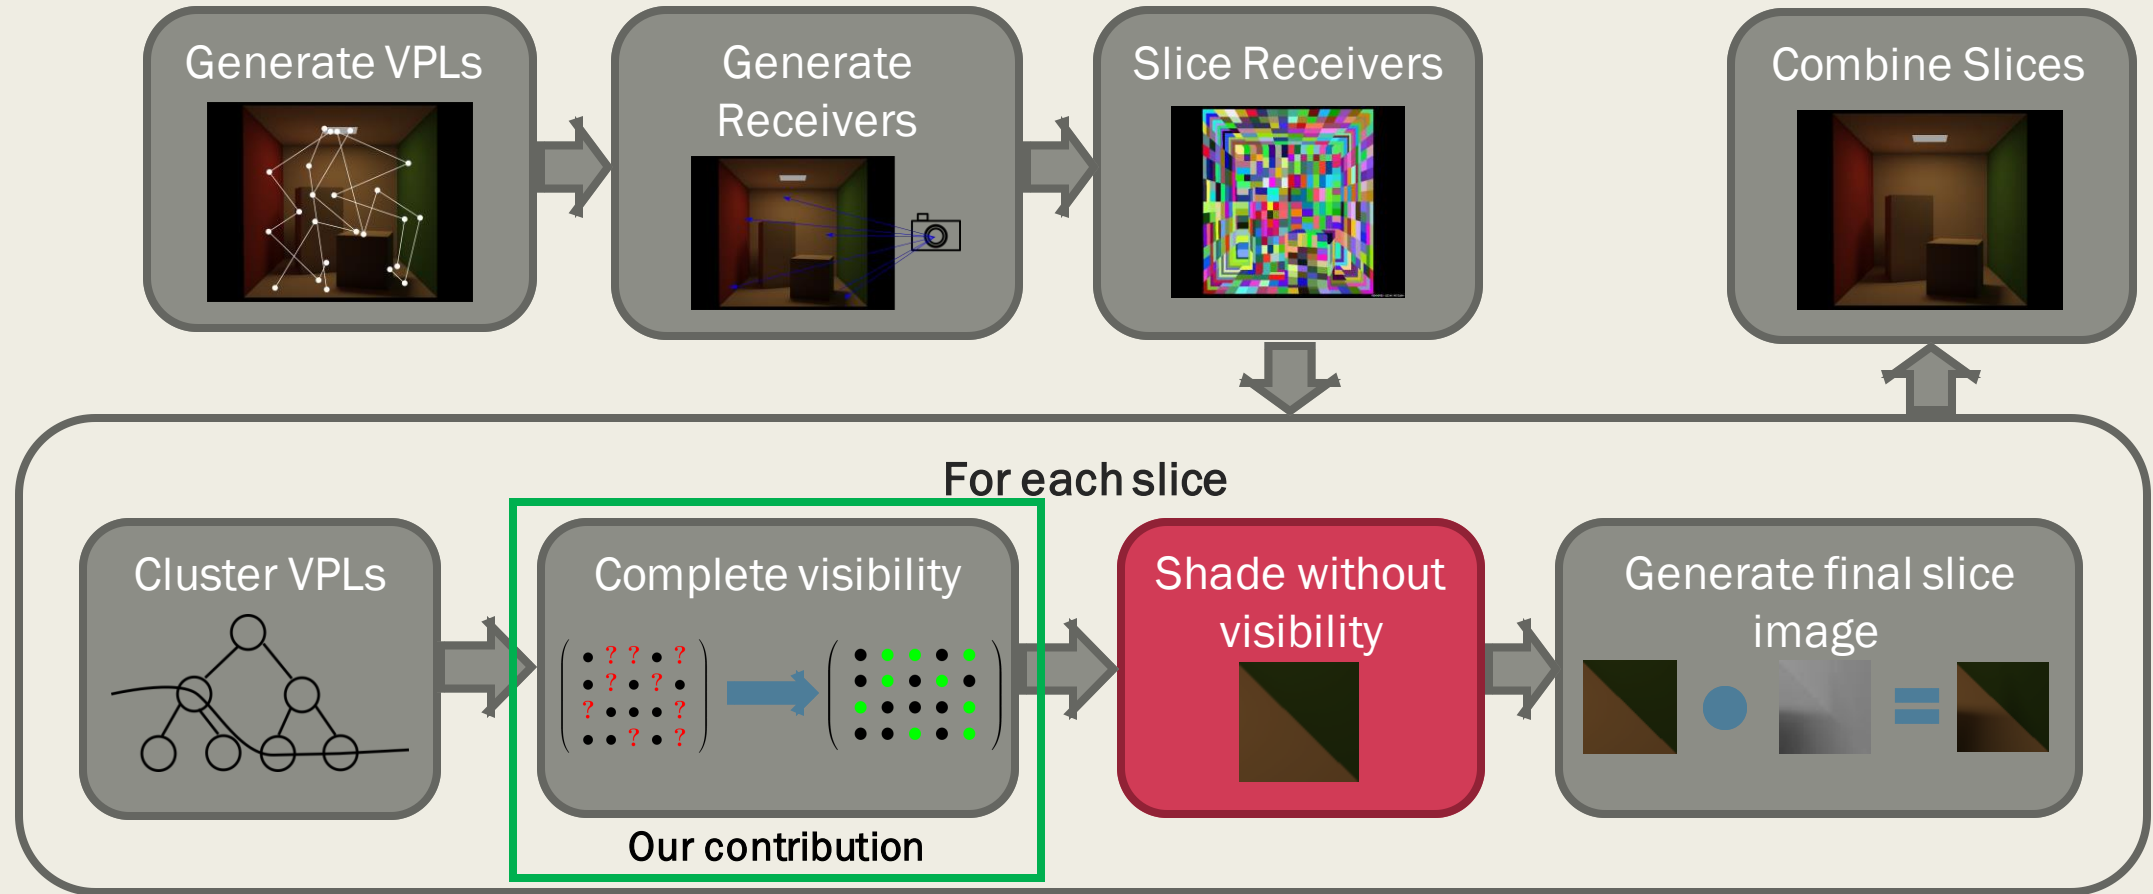 Generate VPLs
Generate
Receivers
Slice Receivers
Combine Slices
For each slice
Cluster VPLs
Complete visibility
? ? ?
? ?
? ?
? ?
Our contribution
Shade without
visibility
Generate final slice
image